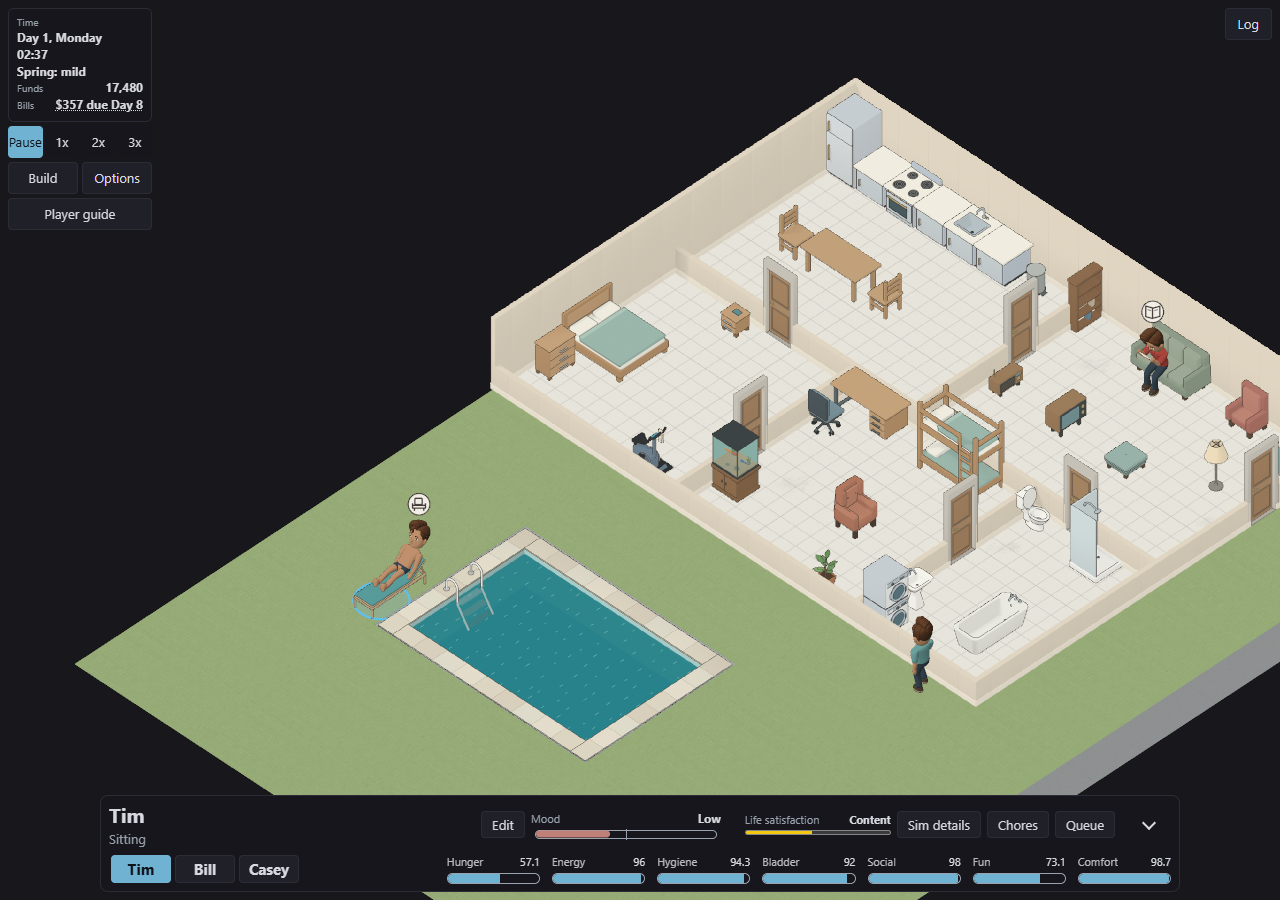 Time
Day 1, Monday
02:37
Spring: mild
Funds 17,480
Bills $357 due Day 8
Pause 1x 2x 3x
Build Options
Player guide
Log
Tim
Sitting
Tim Bill Casey
Edit
Mood Low
Life satisfaction Content
Sim details Chores Queue
Hunger 57.1 Energy 96 Hygiene 94.3 Bladder 92 Social 98 Fun 73.1 Comfort 98.7